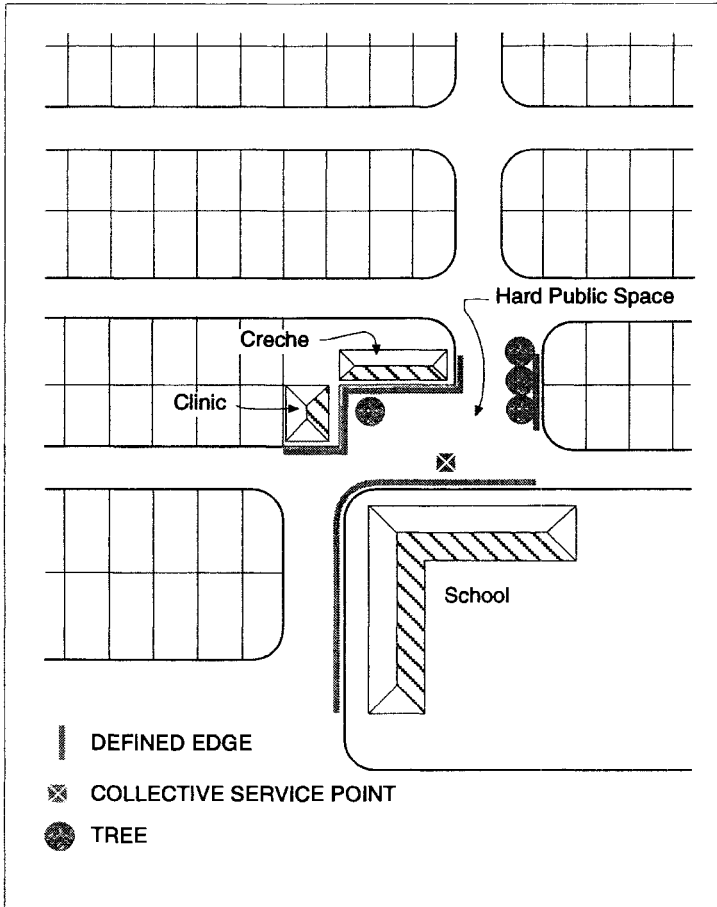 Hard Public Space
Creche
Clinic
School
DEFINED EDGE
COLLECTIVE SERVICE POINT
TREE